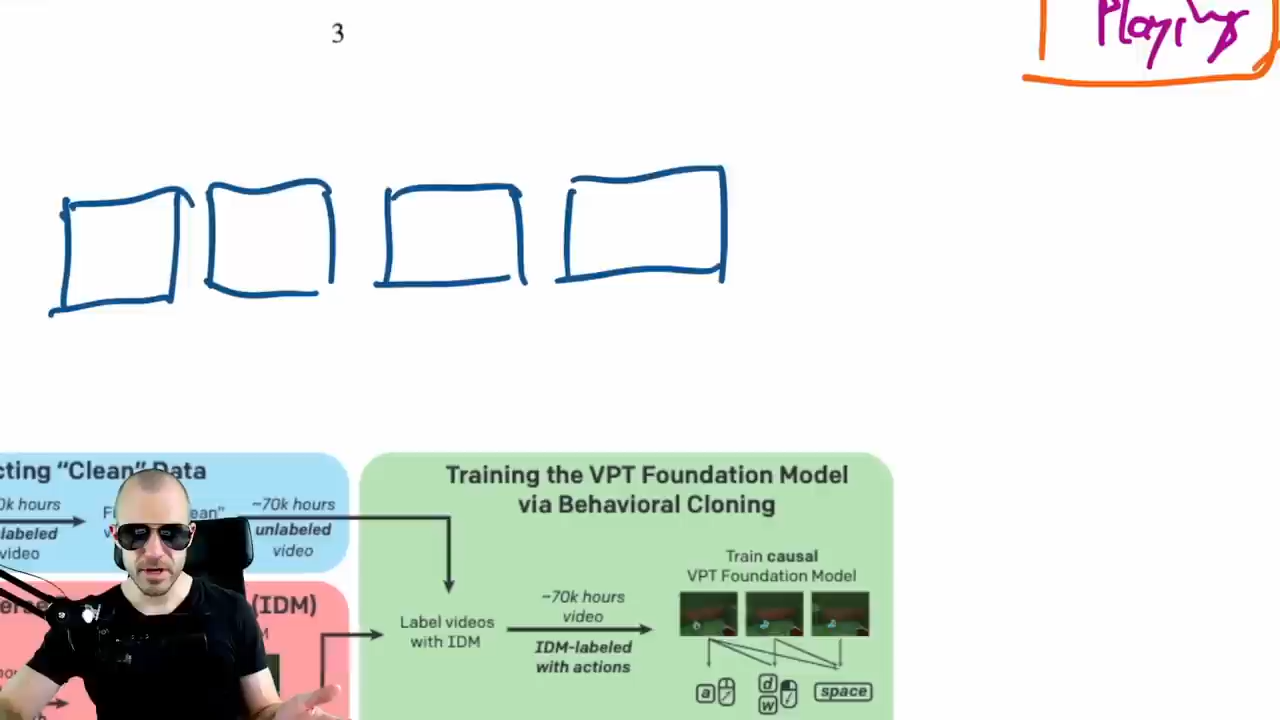 3
Playing
cting “Clean” Data
0k hours
labeled
video
~70k hours
unlabeled
video
(IDM)
Training the VPT Foundation Model
via Behavioral Cloning
Label videos
with IDM
~70k hours
video
IDM-labeled
with actions
Train causal
VPT Foundation Model
a
d
w
space